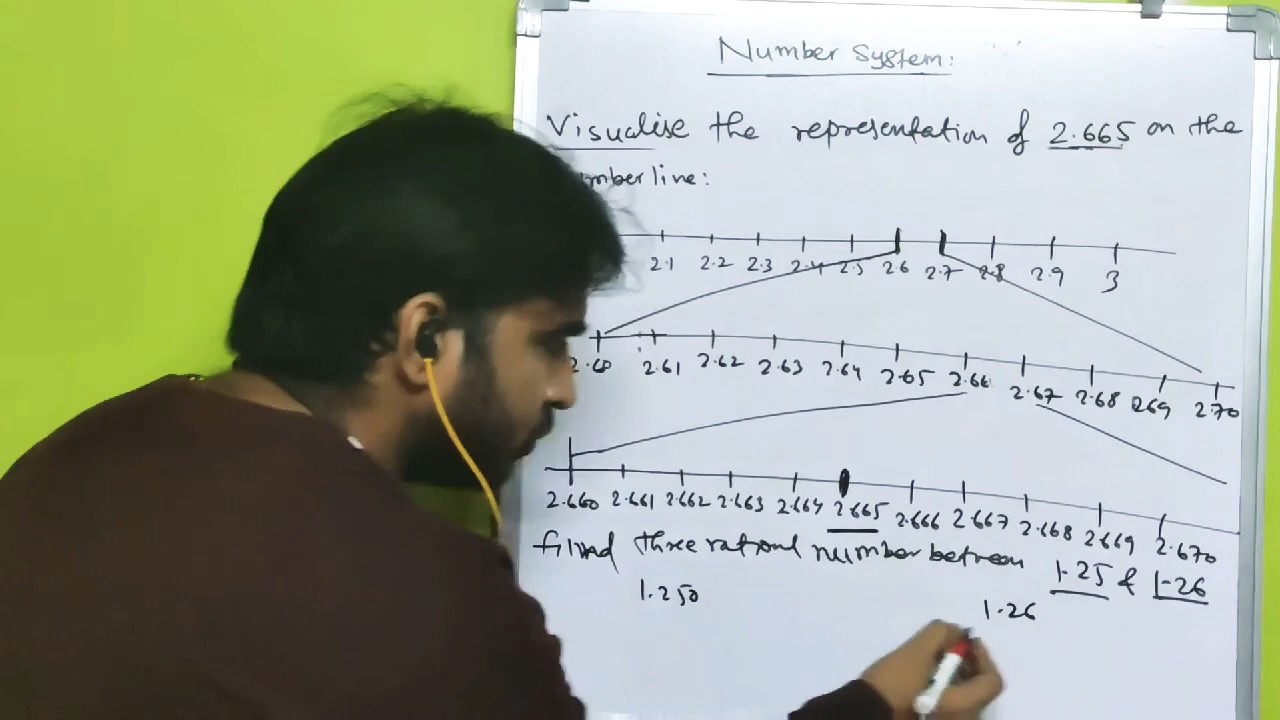 Number System:
Visualise the representation of 2.665 on the
mber line:
2.1 2.2 2.3 2.4 2.5 2.6 2.7 2.8 2.9 3
2.60 2.61 2.62 2.63 2.64 2.65 2.66 2.67 2.68 2.69 2.70
2.660 2.661 2.662 2.663 2.664 2.665 2.666 2.667 2.668 2.669 2.670
find three rational number between 1.25 & 1.26
1.250 1.26